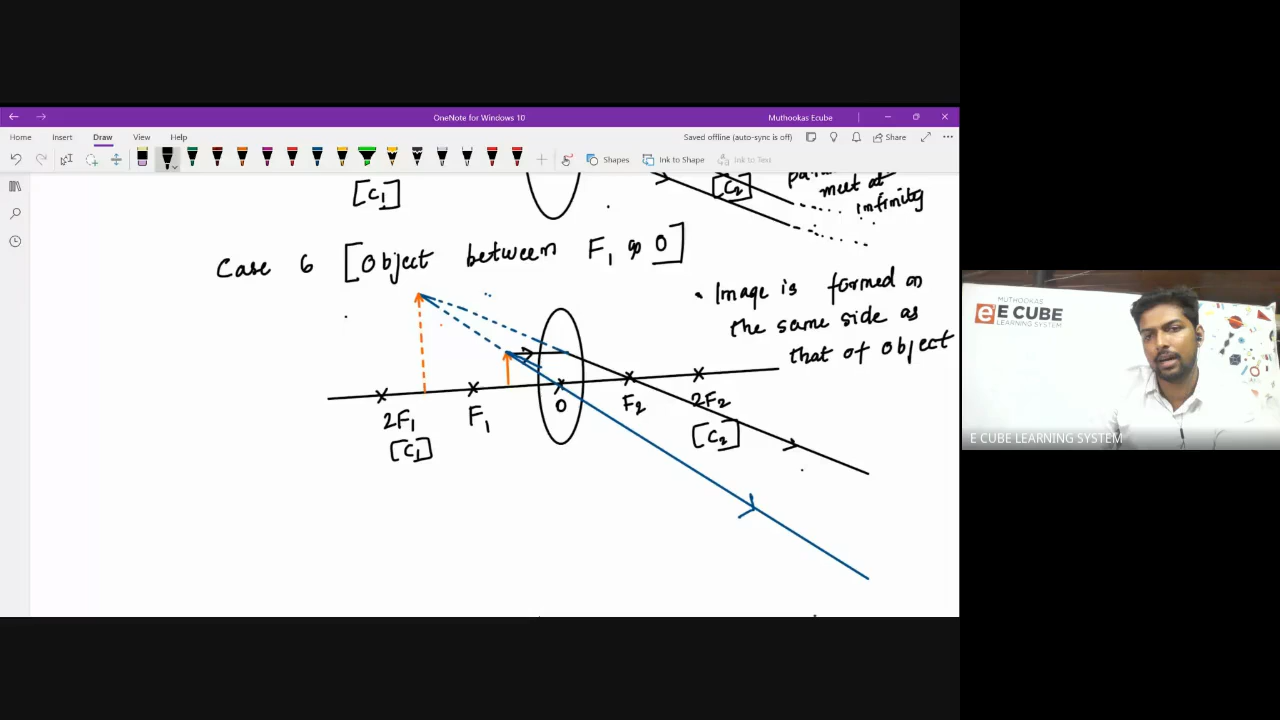 OneNote for Windows 10
Muthookas Ecube
Home Insert Draw View Help
Saved offline (auto-sync is off)
Share
Shapes
Ink to Shape
Ink to Text
[C1]
[C2]
meet at
infinity
Case 6 [Object between F1 & O]
• Image is formed on
the same side as
that of object
2F1
[C1]
F1
O
F2
2F2
[C2]
MUTHOOKAS
E CUBE
LEARNING SYSTEM
E CUBE LEARNING SYSTEM